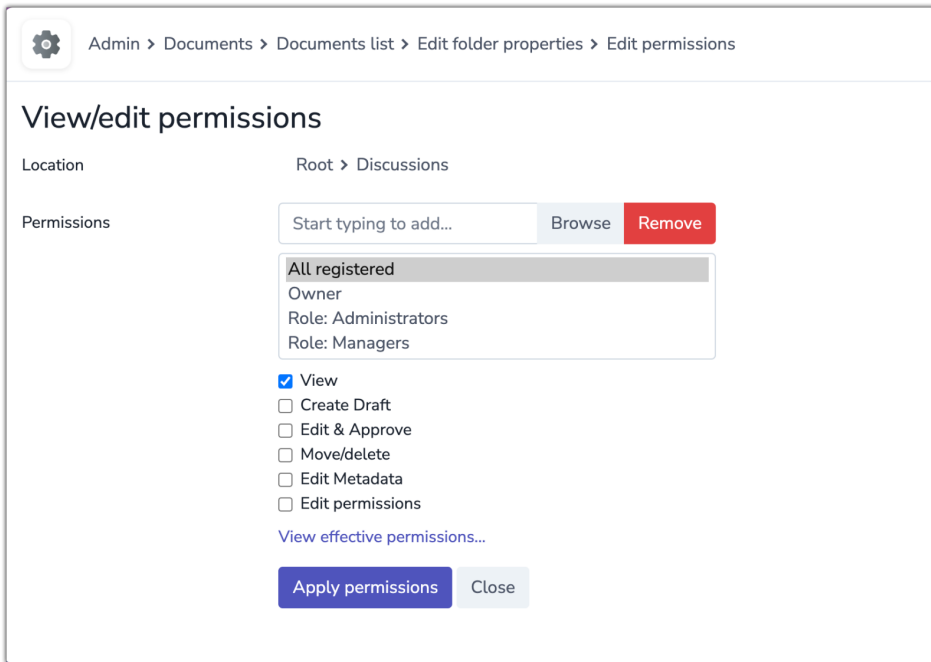 Admin > Documents > Documents list > Edit folder properties > Edit permissions
View/edit permissions
Location Root > Discussions
Permissions Start typing to add... Browse Remove
All registered
Owner
Role: Administrators
Role: Managers
View
Create Draft
Edit & Approve
Move/delete
Edit Metadata
Edit permissions
View effective permissions...
Apply permissions Close